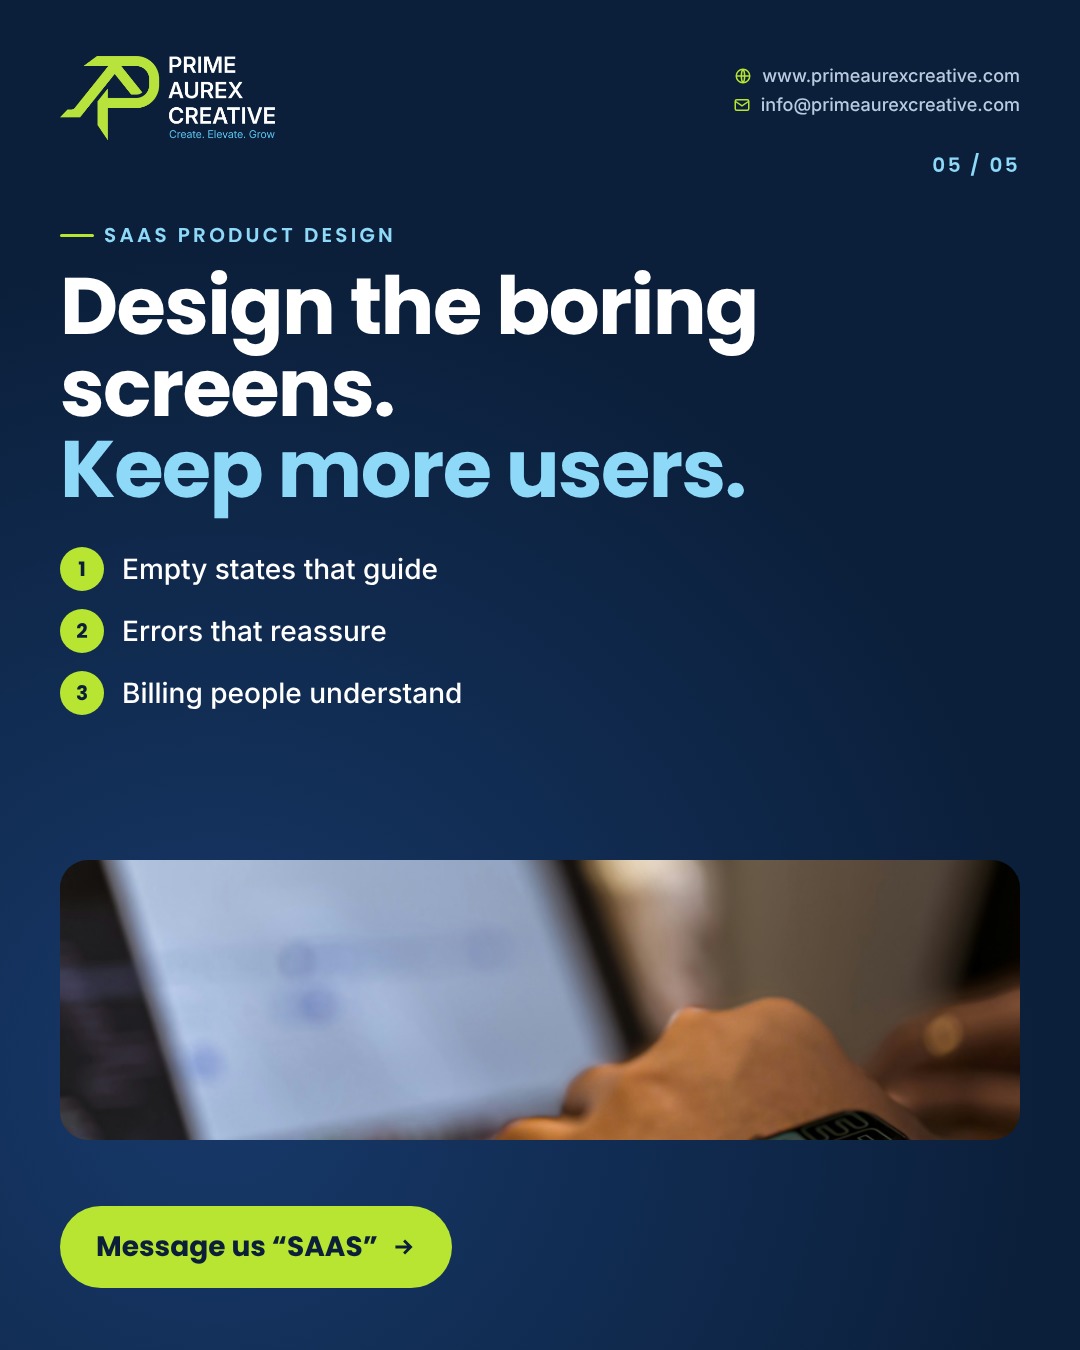 PRIME
AUREX
CREATIVE
Create. Elevate. Grow
www.primeaurexcreative.com
info@primeaurexcreative.com
05 / 05
SAAS PRODUCT DESIGN
Design the boring
screens.
Keep more users.
1 Empty states that guide
2 Errors that reassure
3 Billing people understand
Message us “SAAS” →